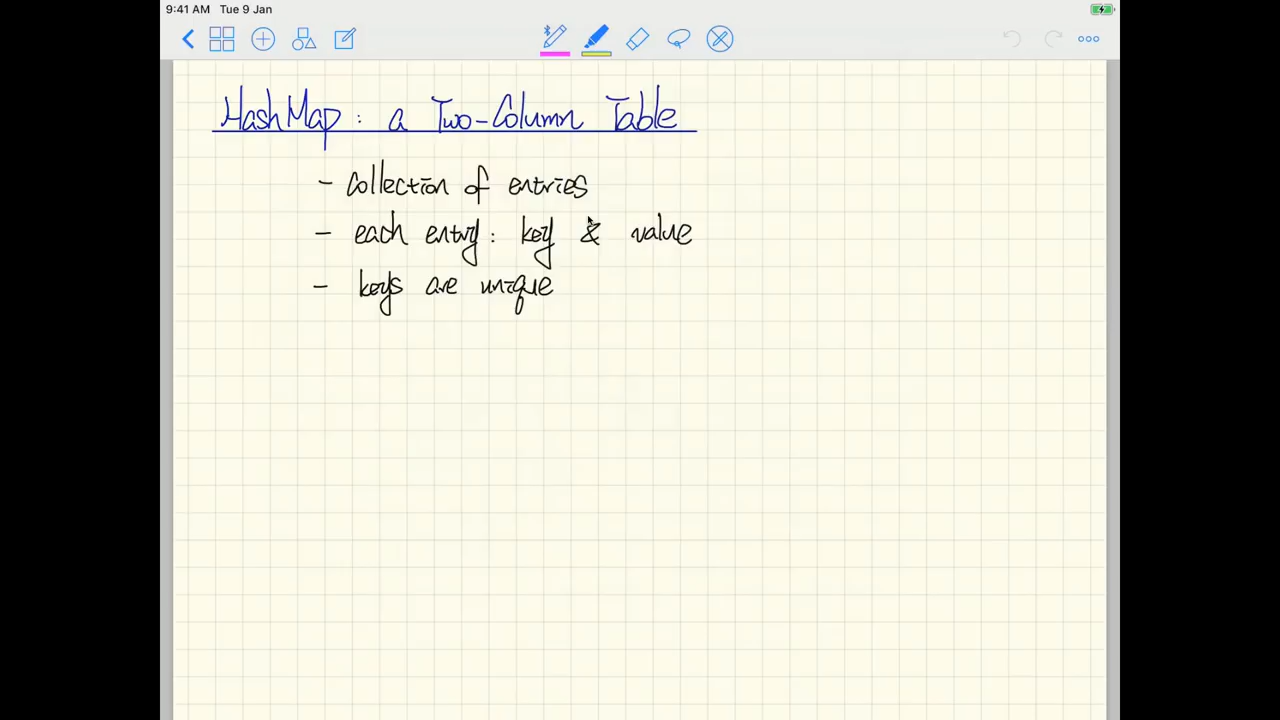 9:41 AM Tue 9 Jan
HashMap: a Two-Column Table
- collection of entries
- each entry: key & value
- keys are unique